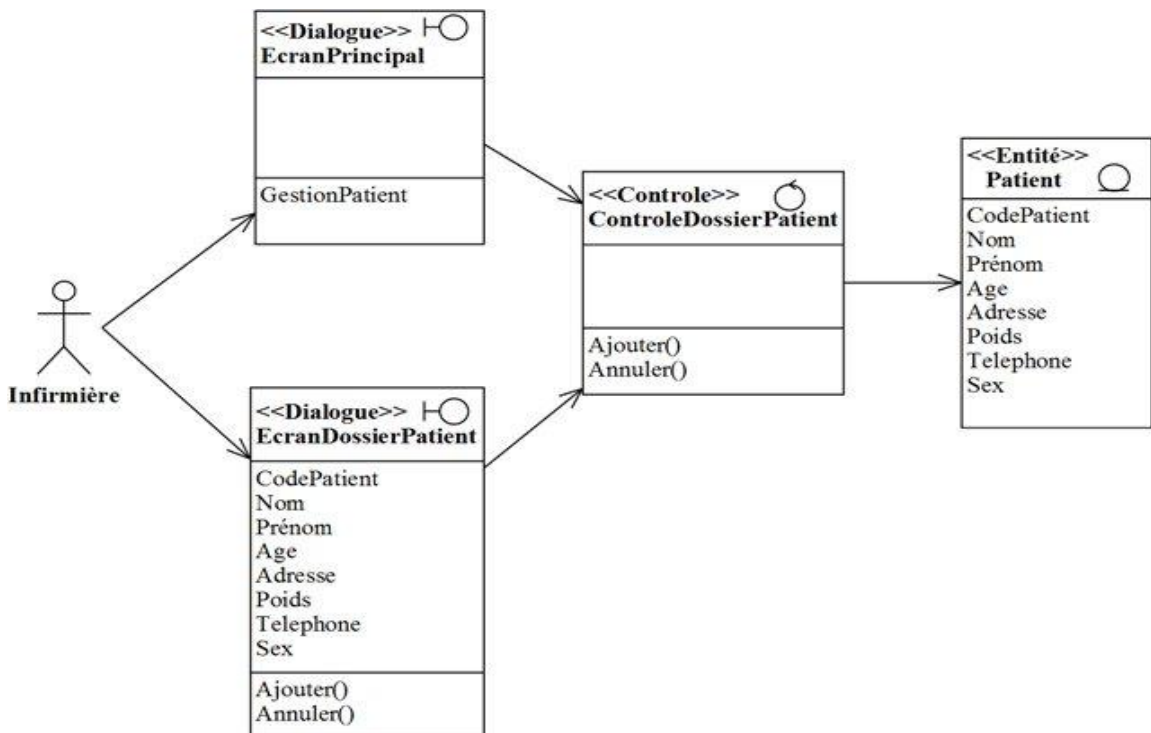 <<Dialogue>>
EcranPrincipal
GestionPatient
Infirmière
<<Dialogue>>
EcranDossierPatient
CodePatient
Nom
Prénom
Age
Adresse
Poids
Telephone
Sex
Ajouter()
Annuler()
<<Controle>>
ControleDossierPatient
Ajouter()
Annuler()
<<Entité>>
Patient
CodePatient
Nom
Prénom
Age
Adresse
Poids
Telephone
Sex